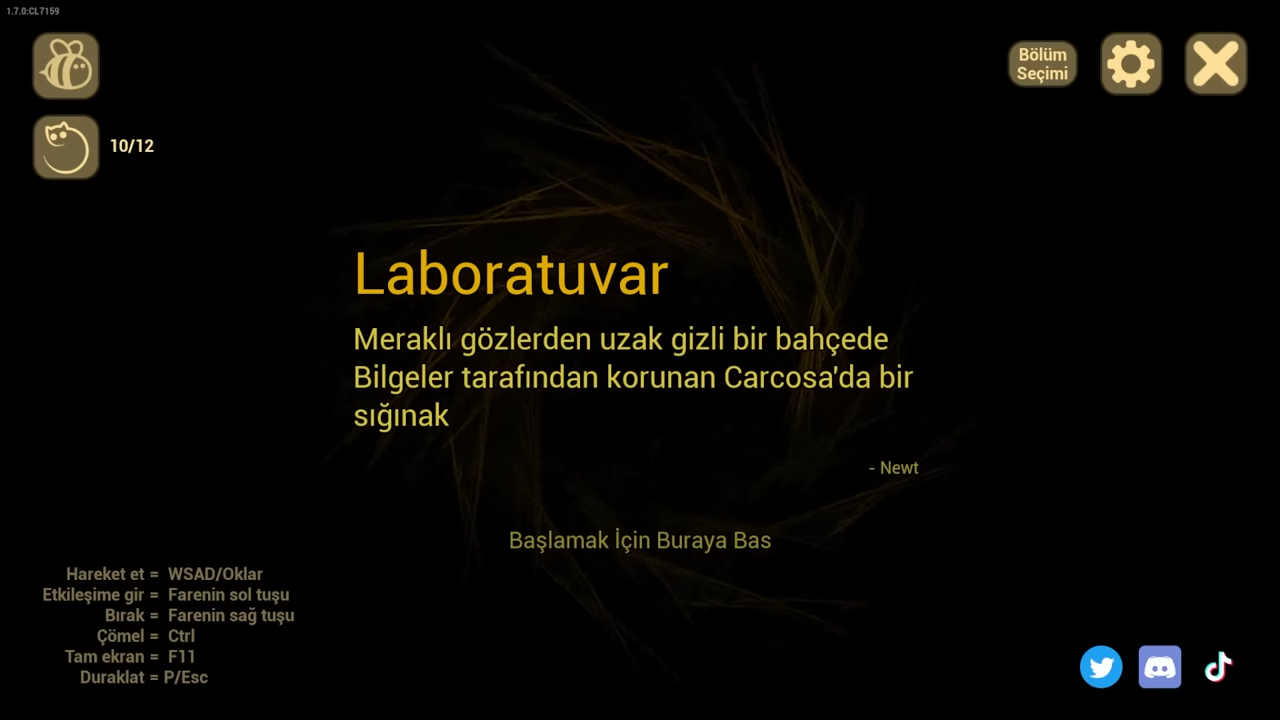 1.7.0:CL7159
Bölüm
Seçimi
10/12
Laboratuvar
Meraklı gözlerden uzak gizli bir bahçede
Bilgeler tarafından korunan Carcosa'da bir
sığınak
- Newt
Başlamak İçin Buraya Bas
Hareket et = WSAD/Oklar
Etkileşime gir = Farenin sol tuşu
Bırak = Farenin sağ tuşu
Çömel = Ctrl
Tam ekran = F11
Duraklat = P/Esc